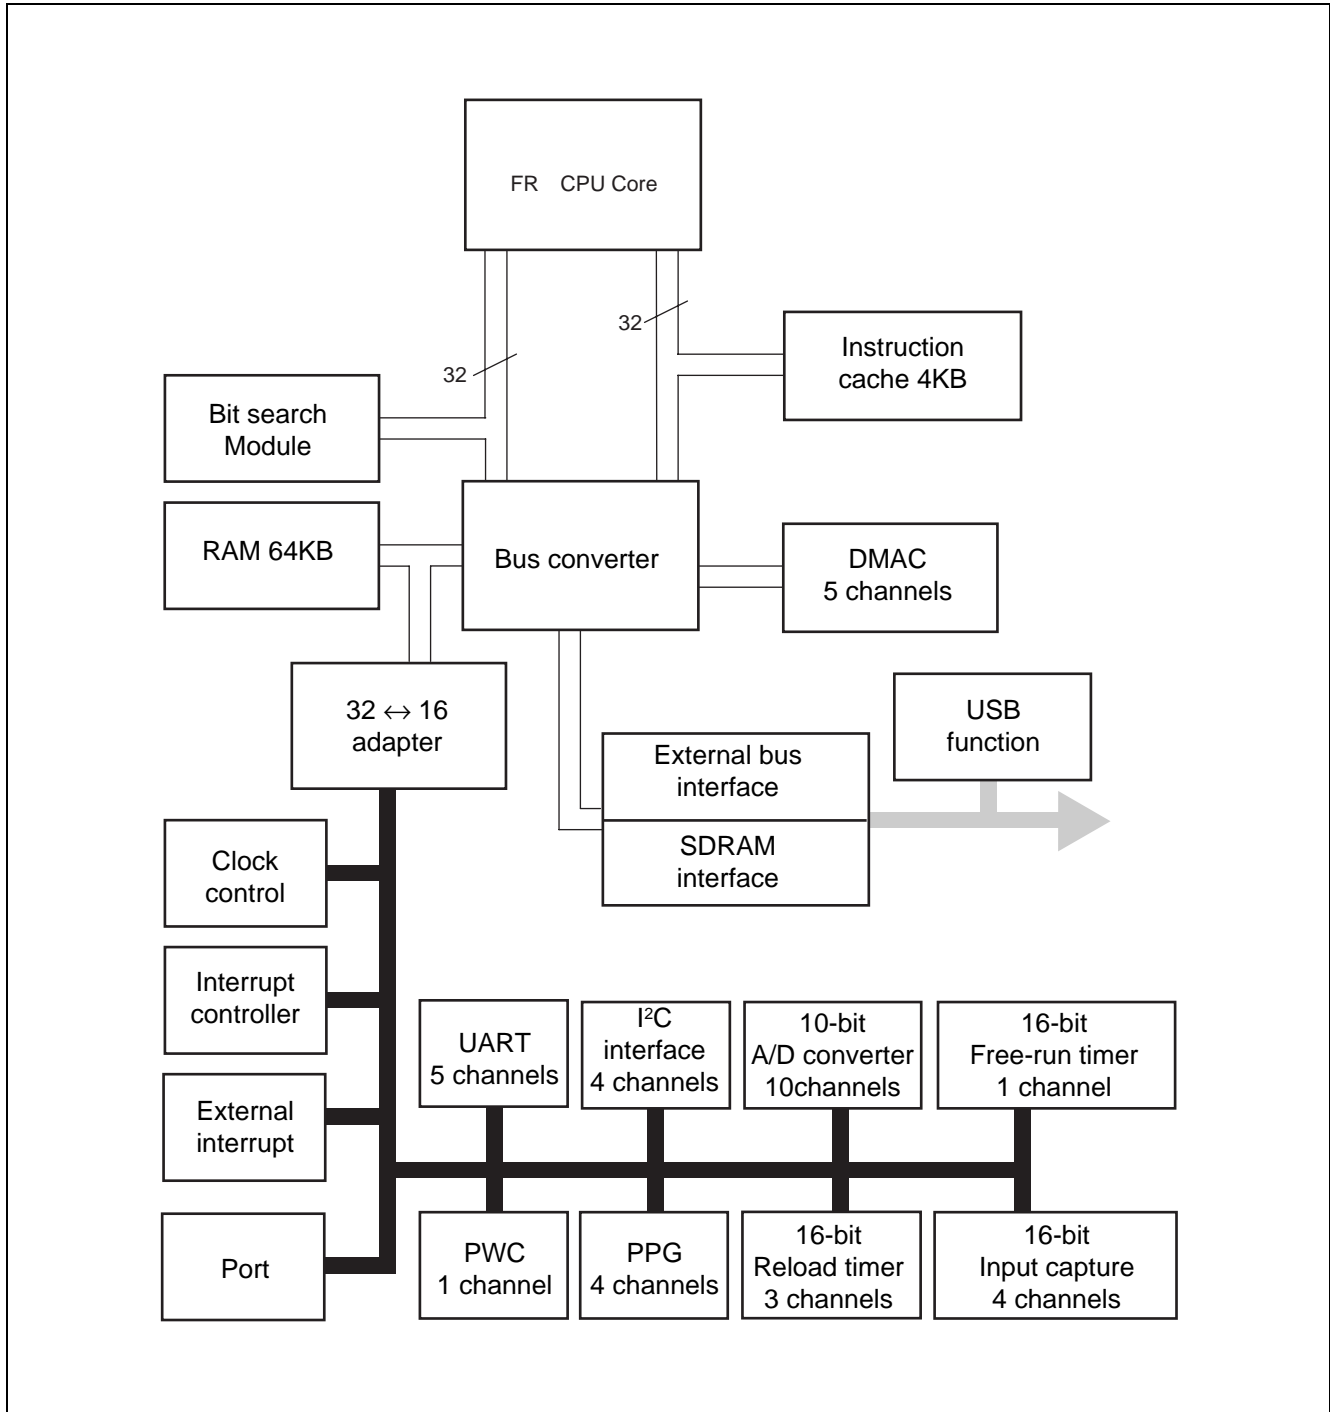 FR CPU Core
32
32
Instruction
cache 4KB
Bit search
Module
RAM 64KB
Bus converter
DMAC
5 channels
32 ↔ 16
adapter
USB
function
External bus
interface
SDRAM
interface
Clock
control
Interrupt
controller
External
interrupt
Port
UART
5 channels
I²C
interface
4 channels
10-bit
A/D converter
10channels
16-bit
Free-run timer
1 channel
PWC
1 channel
PPG
4 channels
16-bit
Reload timer
3 channels
16-bit
Input capture
4 channels